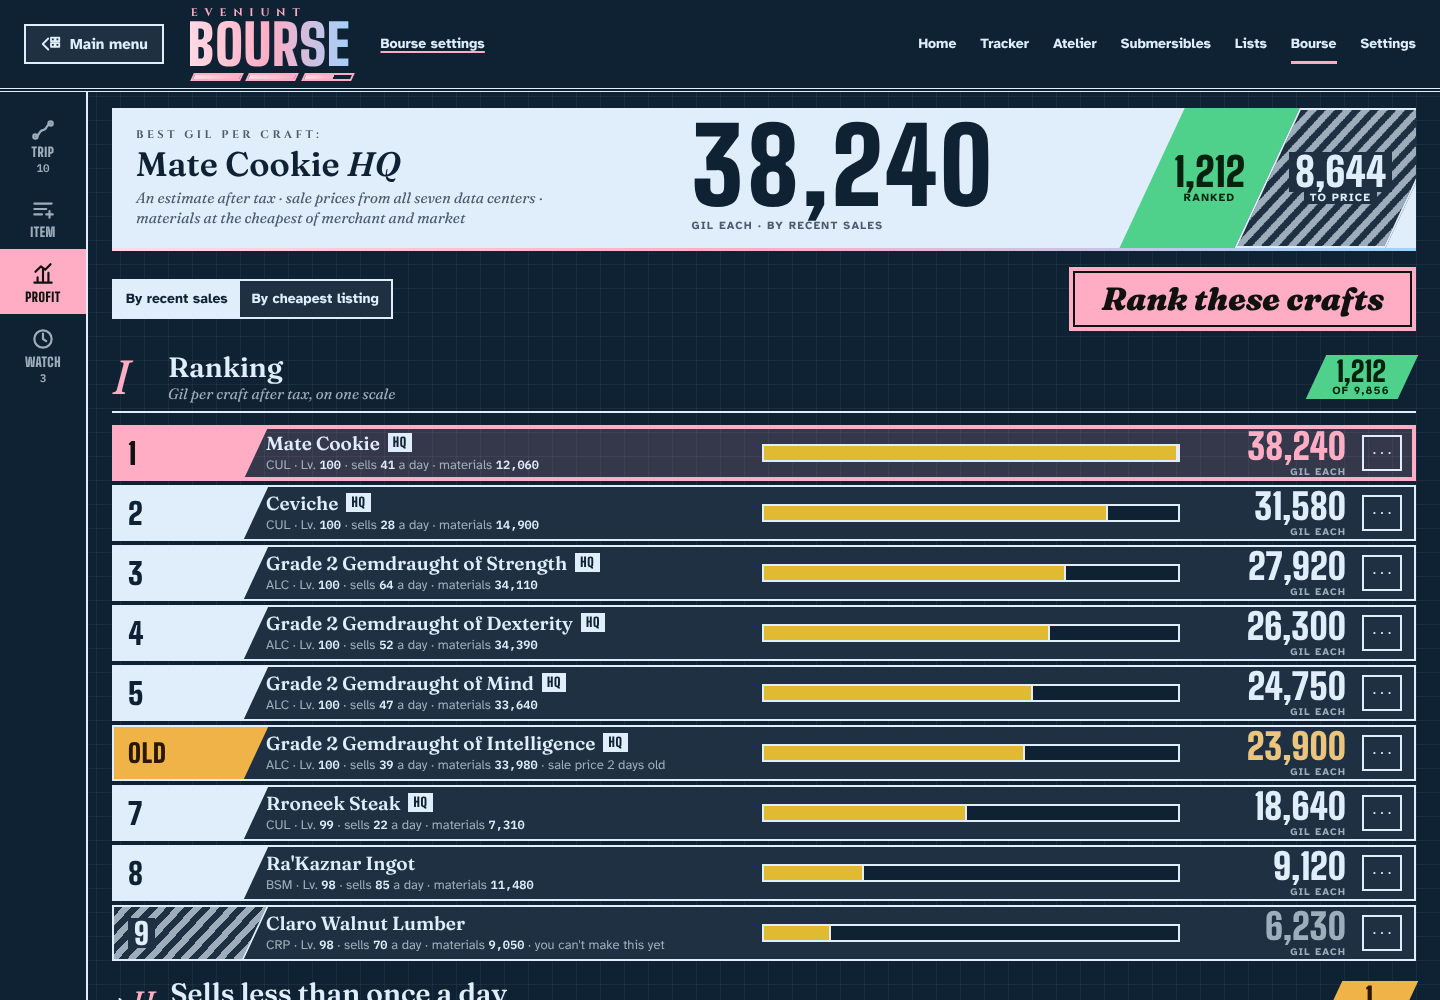 Main menu
EVENIUNT
BOURSE
Bourse settings
Home
Tracker
Atelier
Submersibles
Lists
Bourse
Settings
TRIP
10
ITEM
PROFIT
WATCH
3
BEST GIL PER CRAFT:
Mate Cookie HQ
An estimate after tax · sale prices from all seven data centers ·
materials at the cheapest of merchant and market
38,240
GIL EACH · BY RECENT SALES
1,212
RANKED
8,644
TO PRICE
By recent sales
By cheapest listing
Rank these crafts
I
Ranking
Gil per craft after tax, on one scale
1,212
OF 9,856
1
Mate Cookie HQ
CUL · Lv. 100 · sells 41 a day · materials 12,060
38,240
GIL EACH
...
2
Ceviche HQ
CUL · Lv. 100 · sells 28 a day · materials 14,900
31,580
GIL EACH
...
3
Grade 2 Gemdraught of Strength HQ
ALC · Lv. 100 · sells 64 a day · materials 34,110
27,920
GIL EACH
...
4
Grade 2 Gemdraught of Dexterity HQ
ALC · Lv. 100 · sells 52 a day · materials 34,390
26,300
GIL EACH
...
5
Grade 2 Gemdraught of Mind HQ
ALC · Lv. 100 · sells 47 a day · materials 33,640
24,750
GIL EACH
...
OLD
Grade 2 Gemdraught of Intelligence HQ
ALC · Lv. 100 · sells 39 a day · materials 33,980 · sale price 2 days old
23,900
GIL EACH
...
7
Rroneek Steak HQ
CUL · Lv. 99 · sells 22 a day · materials 7,310
18,640
GIL EACH
...
8
Ra'Kaznar Ingot
BSM · Lv. 98 · sells 85 a day · materials 11,480
9,120
GIL EACH
...
9
Claro Walnut Lumber
CRP · Lv. 98 · sells 70 a day · materials 9,050 · you can't make this yet
6,230
GIL EACH
...
II
Sells less than once a day
1